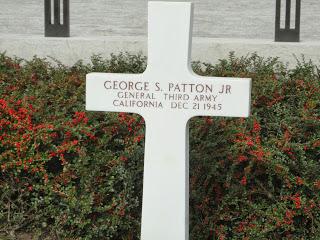 GEORGE S. PATTON JR
GENERAL THIRD ARMY
CALIFORNIA DEC 21 1945